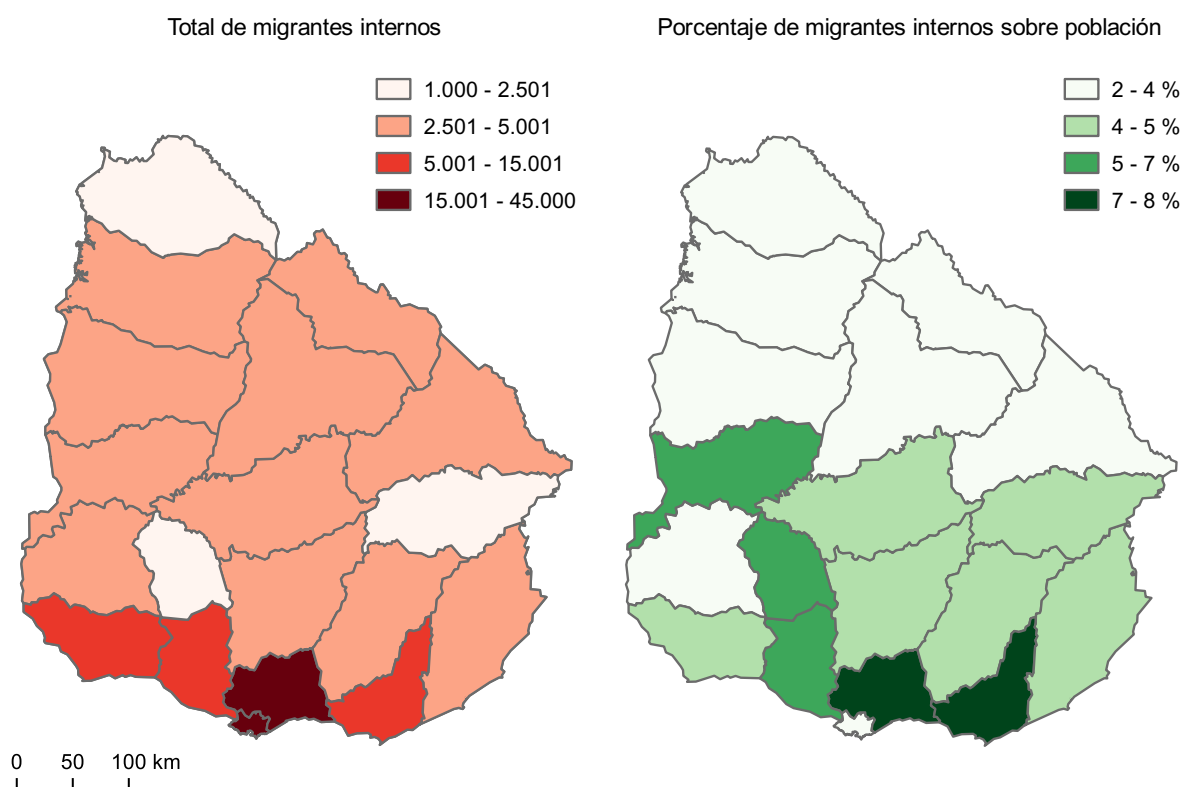 Total de migrantes internos
1.000 - 2.501
2.501 - 5.001
5.001 - 15.001
15.001 - 45.000
0 50 100 km
Porcentaje de migrantes internos sobre población
2 - 4 %
4 - 5 %
5 - 7 %
7 - 8 %